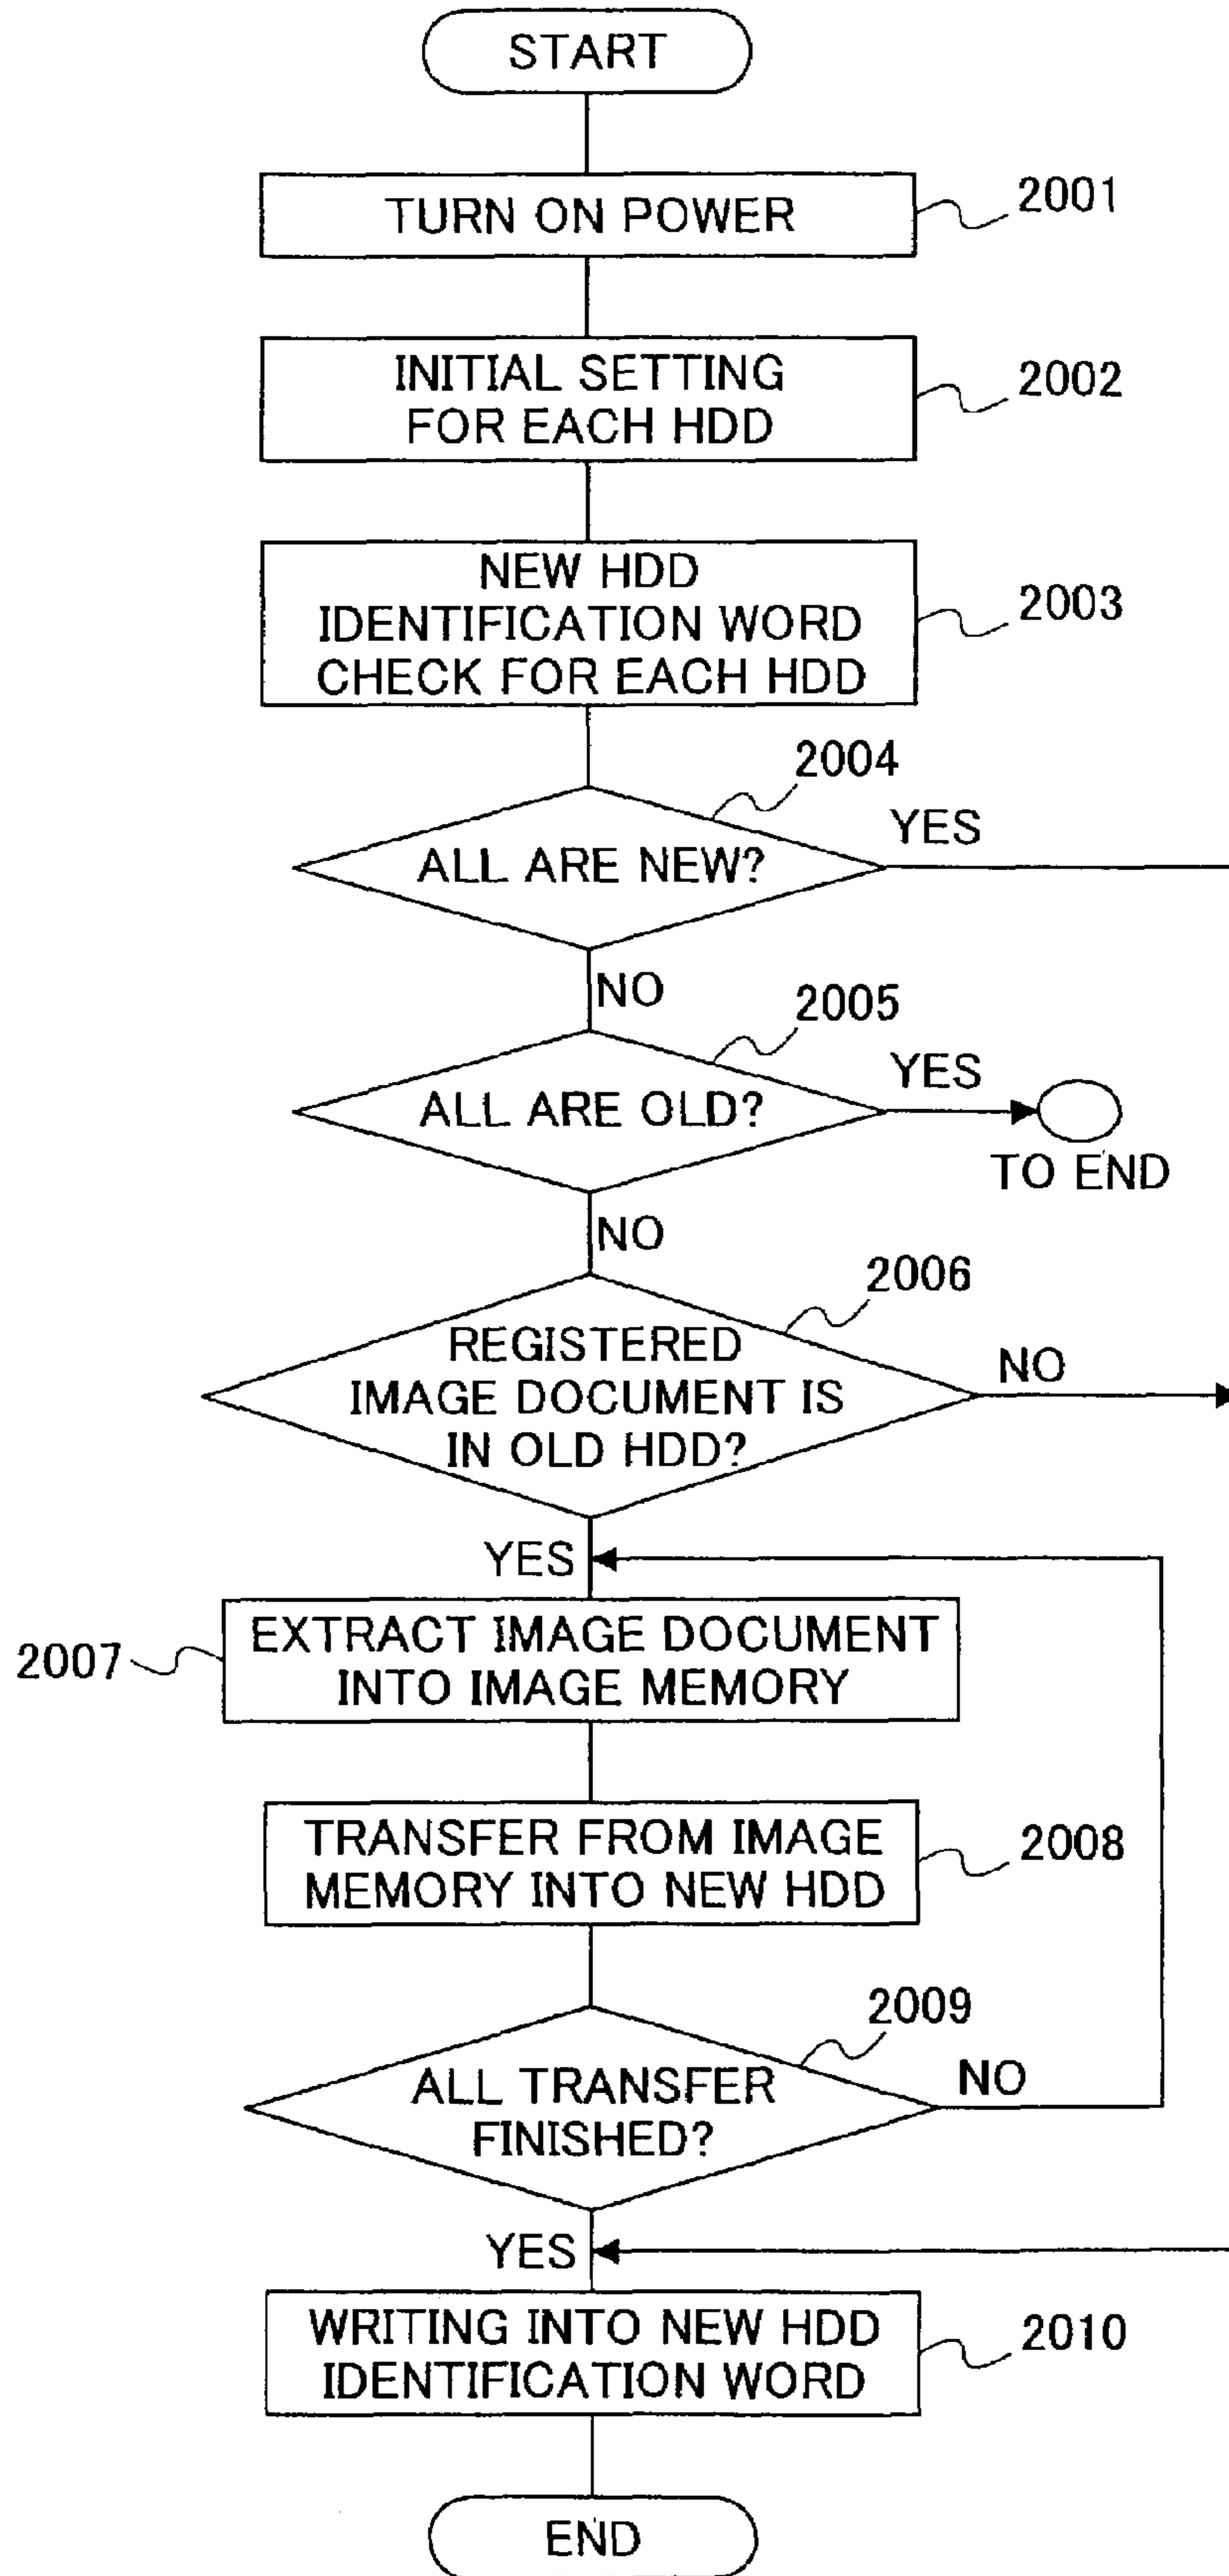 START
TURN ON POWER
2001
INITIAL SETTING
FOR EACH HDD
2002
NEW HDD
IDENTIFICATION WORD
CHECK FOR EACH HDD
2003
2004
ALL ARE NEW?
YES
NO
2005
ALL ARE OLD?
YES
TO END
NO
2006
REGISTERED
IMAGE DOCUMENT IS
IN OLD HDD?
NO
YES
2007
EXTRACT IMAGE DOCUMENT
INTO IMAGE MEMORY
TRANSFER FROM IMAGE
MEMORY INTO NEW HDD
2008
2009
ALL TRANSFER
FINISHED?
NO
YES
WRITING INTO NEW HDD
IDENTIFICATION WORD
2010
END